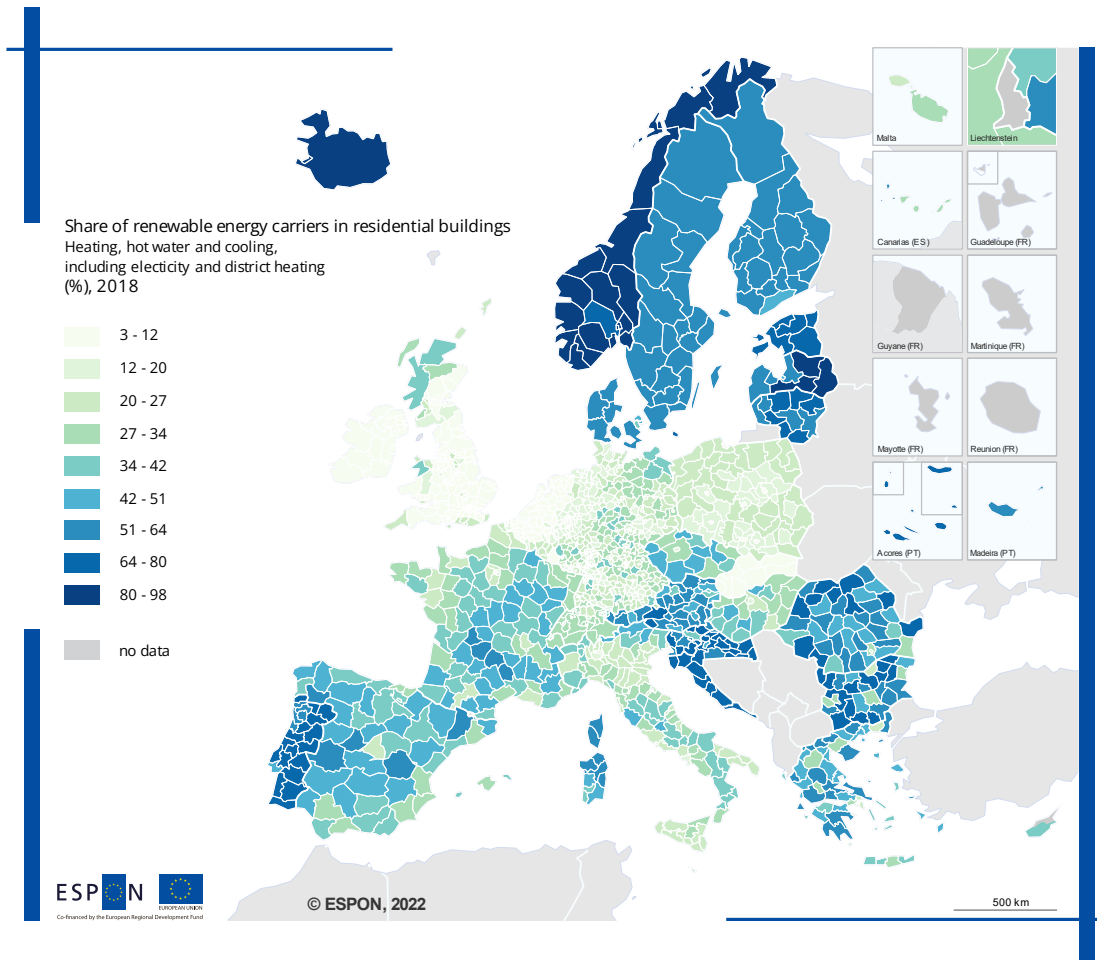 Share of renewable energy carriers in residential buildings
Heating, hot water and cooling,
including electicity and district heating
(%), 2018
3 - 12
12 - 20
20 - 27
27 - 34
34 - 42
42 - 51
51 - 64
64 - 80
80 - 98
no data
Malta
Liechtenstein
Canarias (ES)
Guadeloupe (FR)
Guyane (FR)
Martinique (FR)
Mayotte (FR)
Reunion (FR)
Acores (PT)
Madeira (PT)
ESPON
EUROPEAN UNION
Co-financed by the European Regional Development Fund
© ESPON, 2022
500 km